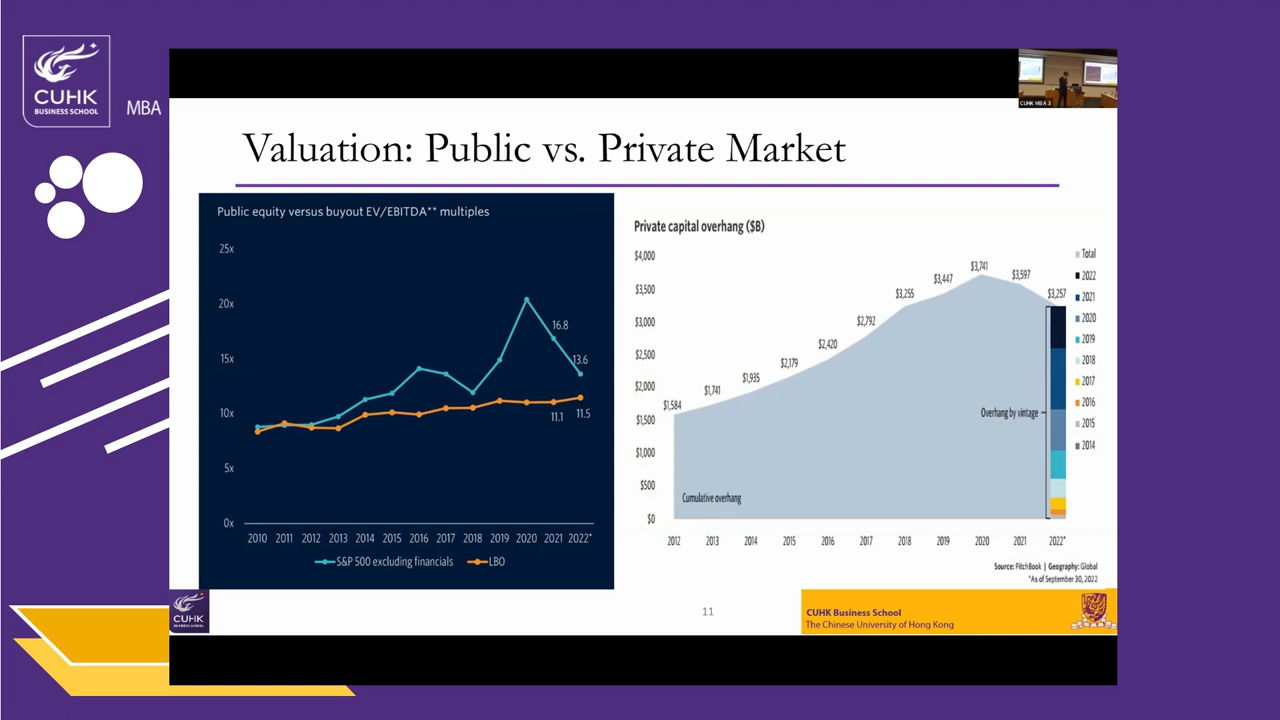 CUHK
BUSINESS SCHOOL
MBA
CUHK MBA 3
Valuation: Public vs. Private Market
Public equity versus buyout EV/EBITDA** multiples
25x
20x
15x
10x
5x
0x
16.8
13.6
11.1
11.5
2010 2011 2012 2013 2014 2015 2016 2017 2018 2019 2020 2021 2022*
S&P 500 excluding financials LBO
Private capital overhang ($B)
$4,000
$3,500
$3,000
$2,500
$2,000
$1,500
$1,000
$500
$0
$1,584
$1,741
$1,935
$2,179
$2,420
$2,792
$3,255
$3,447
$3,741
$3,597
$3,257
Total
2022
2021
2020
2019
2018
2017
2016
2015
2014
Overhang by vintage
Cumulative overhang
2012 2013 2014 2015 2016 2017 2018 2019 2020 2021 2022*
Source: PitchBook | Geography: Global
*As of September 30, 2022
CUHK
BUSINESS SCHOOL
11
CUHK Business School
The Chinese University of Hong Kong